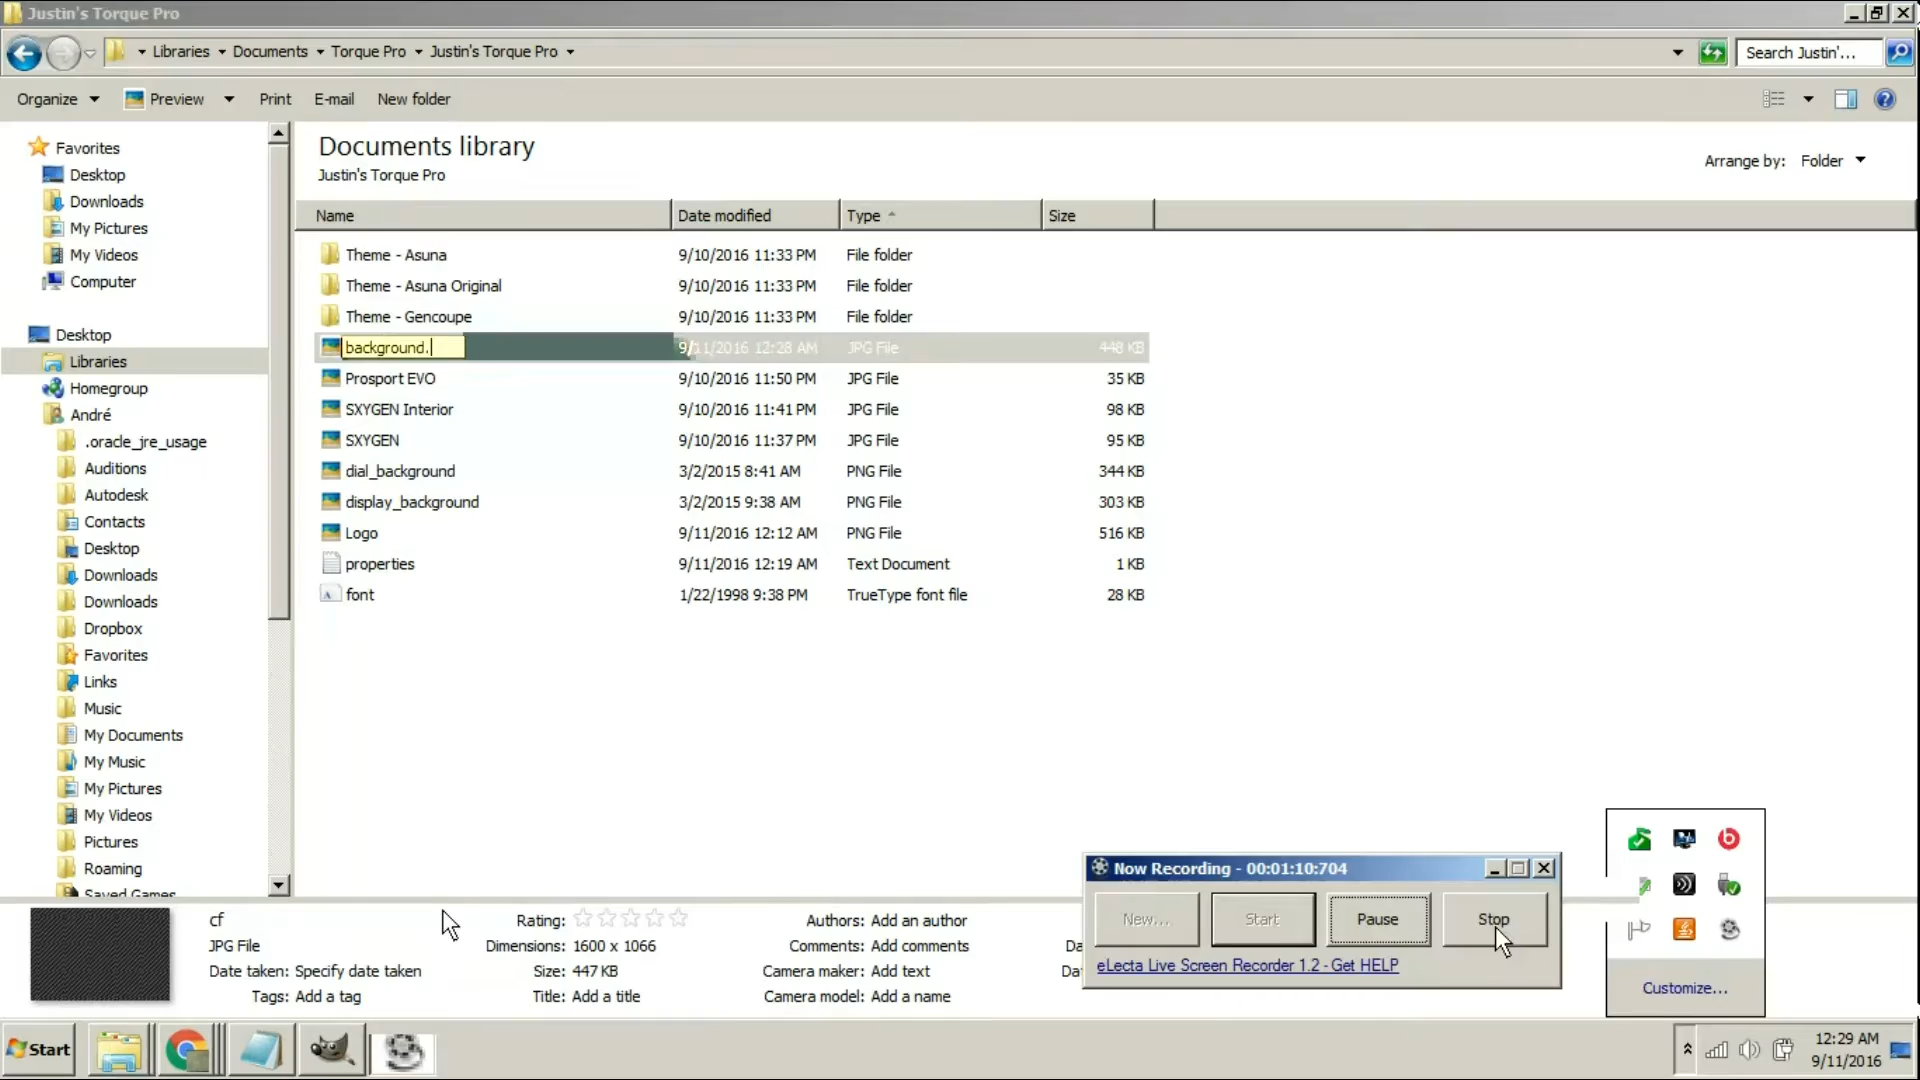 Justin's Torque Pro
Libraries Documents Torque Pro Justin's Torque Pro
Search Justin'...
Organize Preview Print E-mail New folder
Favorites
Desktop
Downloads
My Pictures
My Videos
Computer
Desktop
Libraries
Homegroup
André
.oracle_jre_usage
Auditions
Autodesk
Contacts
Desktop
Downloads
Downloads
Dropbox
Favorites
Links
Music
My Documents
My Music
My Pictures
My Videos
Pictures
Roaming
Saved Games
Documents library
Justin's Torque Pro
Arrange by: Folder
Name Date modified Type Size
Theme - Asuna 9/10/2016 11:33 PM File folder
Theme - Asuna Original 9/10/2016 11:33 PM File folder
Theme - Gencoupe 9/10/2016 11:33 PM File folder
background. 9/11/2016 12:28 AM JPG File 448 KB
Prosport EVO 9/10/2016 11:50 PM JPG File 35 KB
SXYGEN Interior 9/10/2016 11:41 PM JPG File 98 KB
SXYGEN 9/10/2016 11:37 PM JPG File 95 KB
dial_background 3/2/2015 8:41 AM PNG File 344 KB
display_background 3/2/2015 9:38 AM PNG File 303 KB
Logo 9/11/2016 12:12 AM PNG File 516 KB
properties 9/11/2016 12:19 AM Text Document 1 KB
font 1/22/1998 9:38 PM TrueType font file 28 KB
cf
JPG File
Date taken: Specify date taken
Tags: Add a tag
Rating:
Dimensions: 1600 x 1066
Size: 447 KB
Title: Add a title
Authors: Add an author
Comments: Add comments
Camera maker: Add text
Camera model: Add a name
Da
Da
Now Recording - 00:01:10:704
New... Start Pause Stop
eLecta Live Screen Recorder 1.2 - Get HELP
Customize...
Start
12:29 AM
9/11/2016